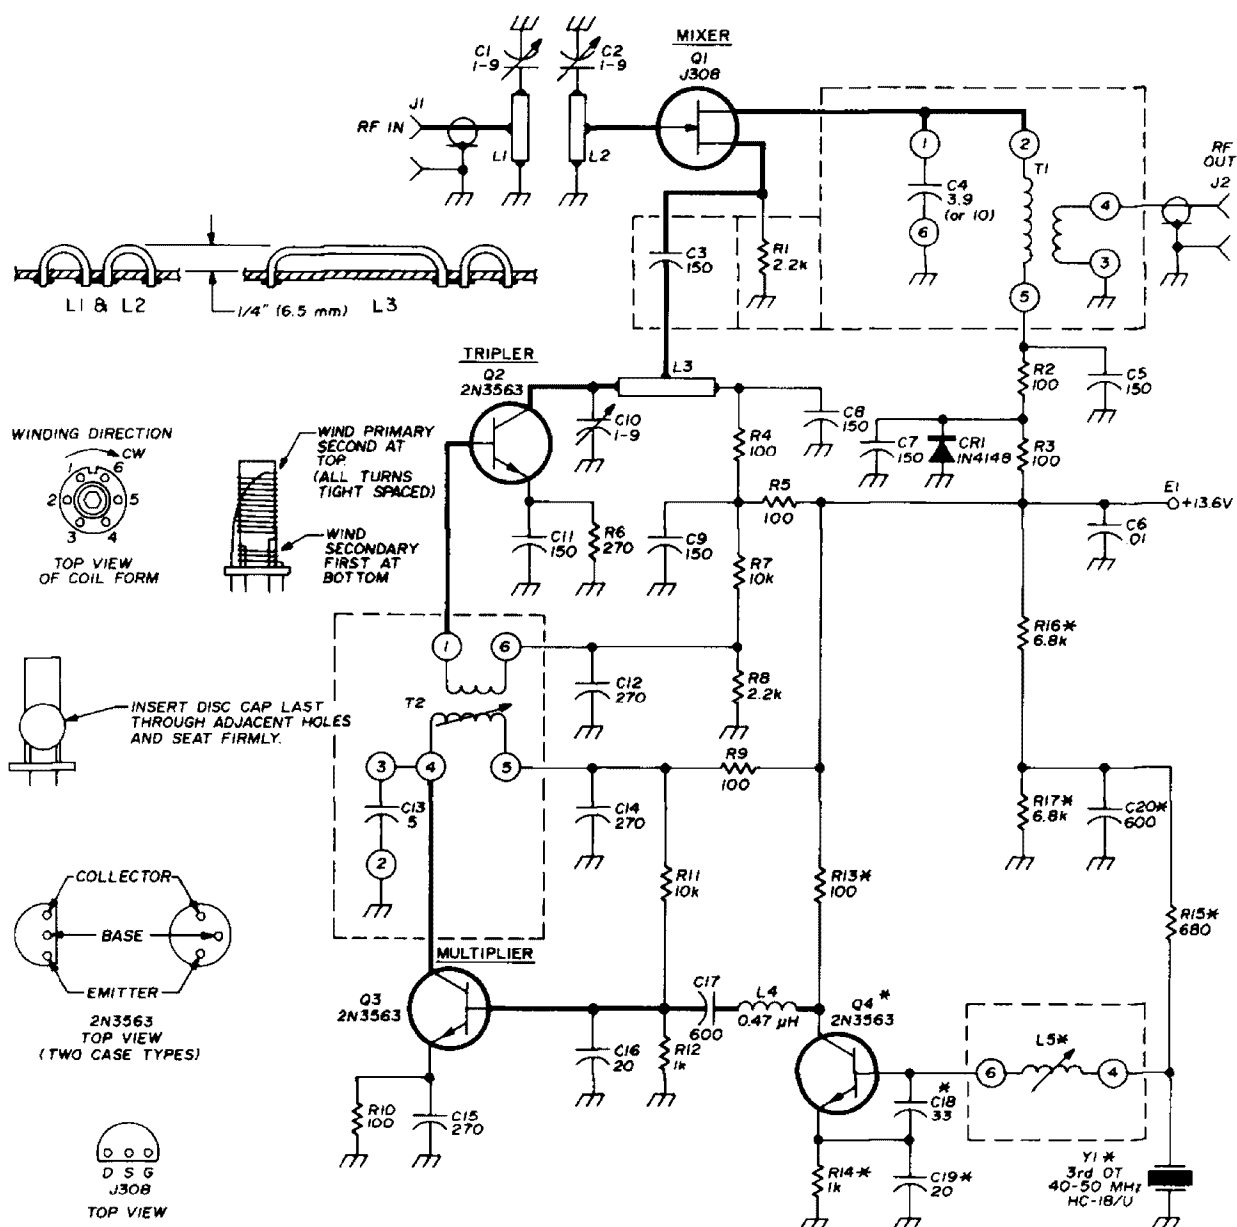 MIXER
Q1
J308
C1
1-9
C2
1-9
J1
RF IN
L1
L2
1
2
T1
C4
3.9
(or 10)
6
4
3
5
RF
OUT
J2
C3
150
R1
2.2k
L1 & L2
1/4" (6.5 mm)
L3
TRIPLER
Q2
2N3563
L3
R2
100
C5
150
C10
1-9
C8
150
R4
100
C7
150
CR1
1N4148
R3
100
WINDING DIRECTION
CW
1
6
2
5
3
4
TOP VIEW
OF COIL FORM
WIND PRIMARY
SECOND AT
TOP.
(ALL TURNS
TIGHT SPACED)
WIND
SECONDARY
FIRST AT
BOTTOM
R5
100
E1
+13.6V
C11
150
R6
270
C9
150
C6
.01
R7
10k
R16*
6.8k
1
6
T2
C12
270
R8
2.2k
INSERT DISC CAP LAST
THROUGH ADJACENT HOLES
AND SEAT FIRMLY.
3
4
5
R9
100
C13
5
2
C14
270
R17*
6.8k
C20*
600
R11
10k
R13*
100
R15*
680
COLLECTOR
BASE
EMITTER
2N3563
TOP VIEW
(TWO CASE TYPES)
MULTIPLIER
Q3
2N3563
C17
600
L4
0.47 µH
Q4*
2N3563
C16
20
R12
1k
L5*
6
4
*
C18
33
R10
100
C15
270
R14*
1k
C19*
20
Y1*
3rd OT
40-50 MHz
HC-18/U
D S G
J308
TOP VIEW